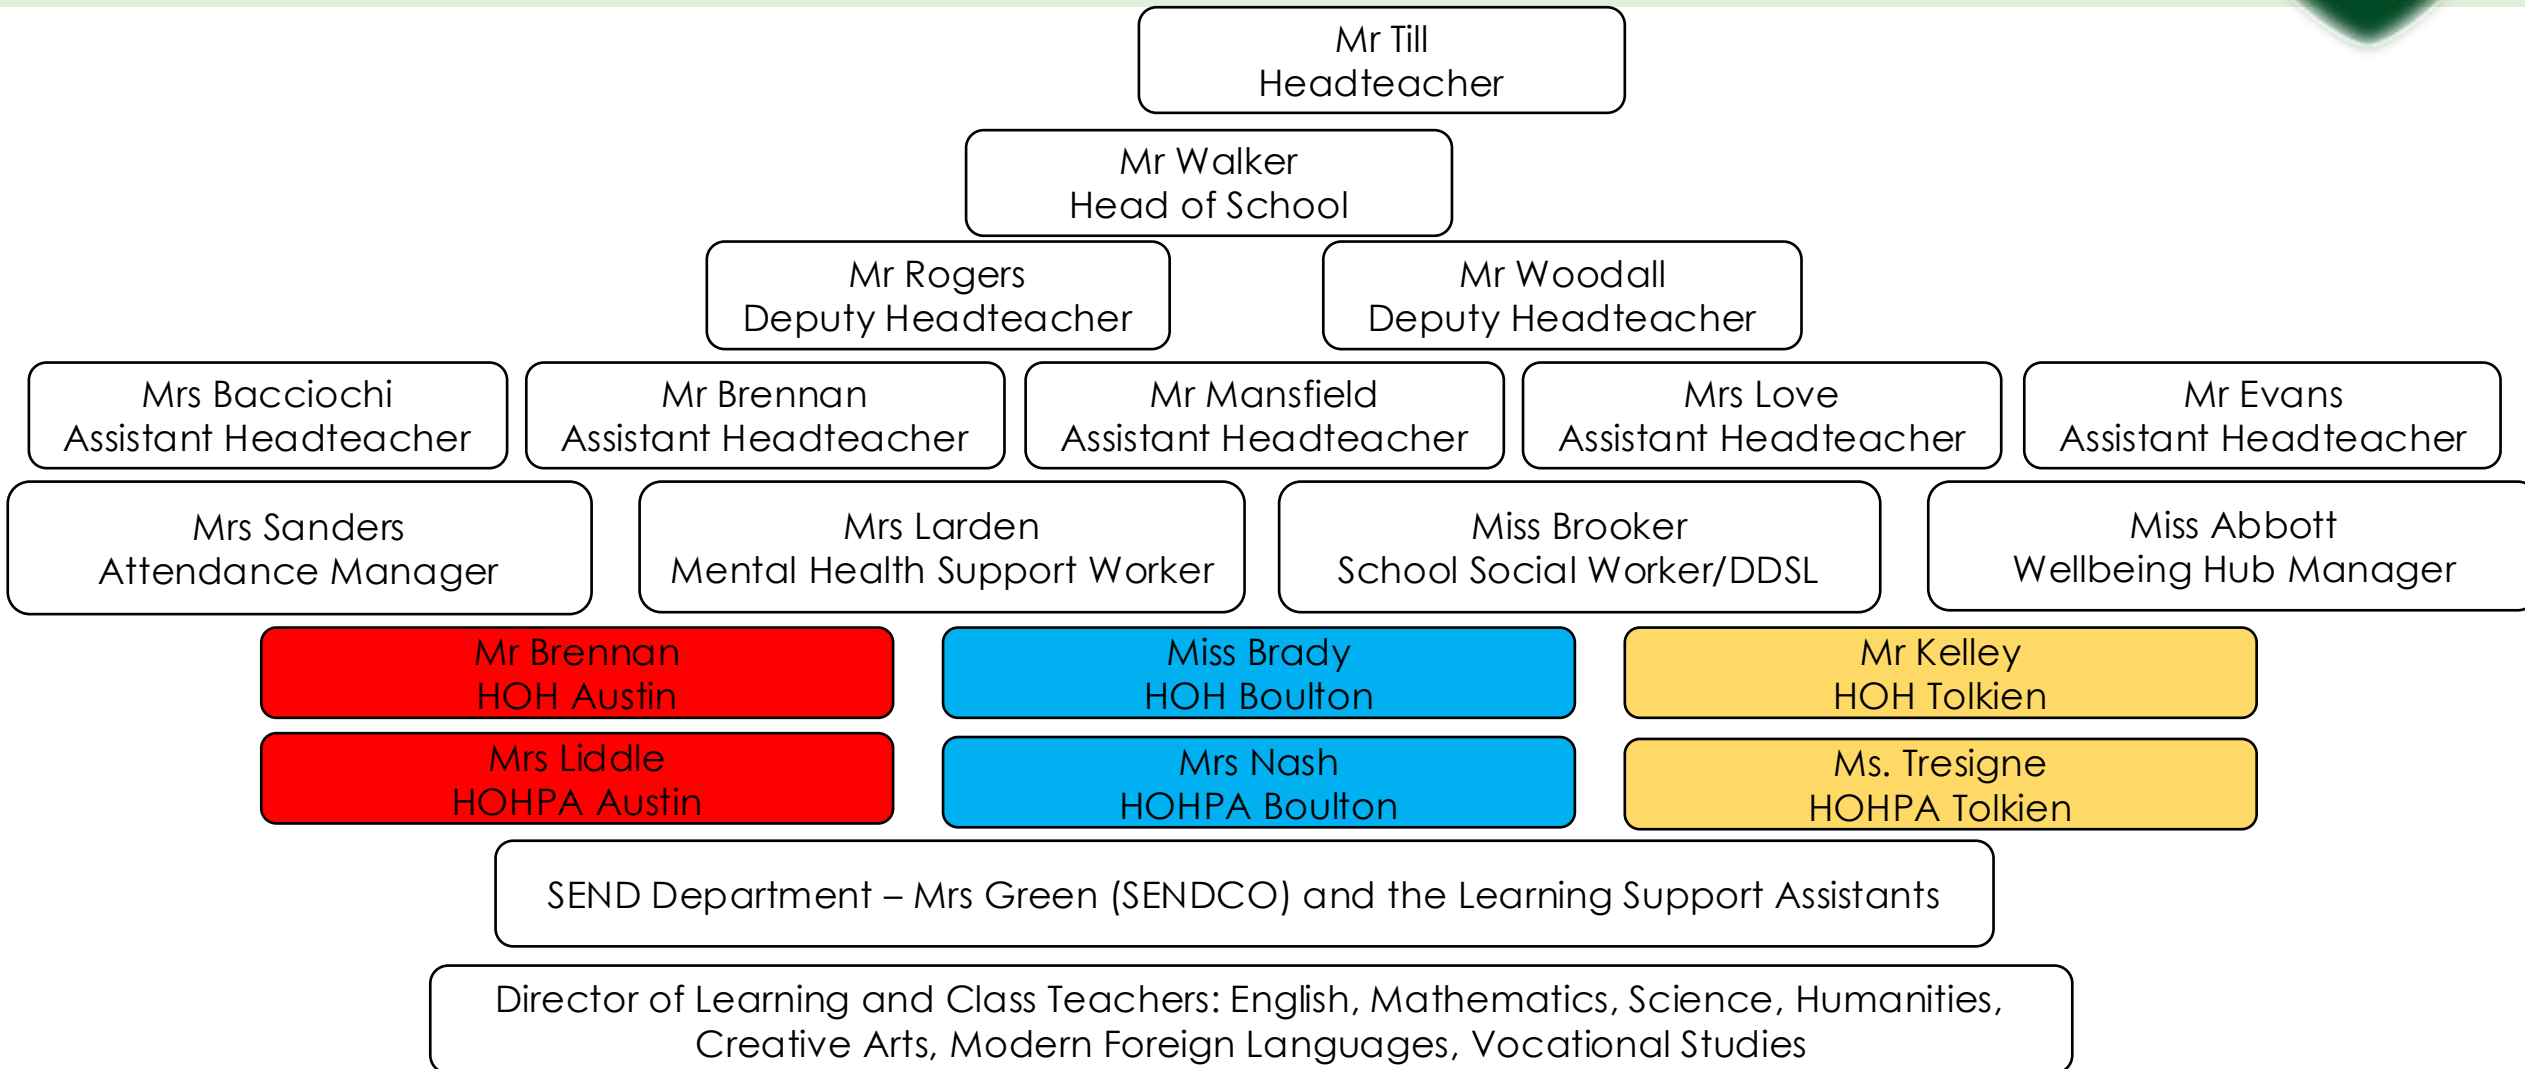 Mr Till
Headteacher
Mr Walker
Head of School
Mr Rogers
Deputy Headteacher
Mr Woodall
Deputy Headteacher
Mrs Bacciochi
Assistant Headteacher
Mr Brennan
Assistant Headteacher
Mr Mansfield
Assistant Headteacher
Mrs Love
Assistant Headteacher
Mr Evans
Assistant Headteacher
Mrs Sanders
Attendance Manager
Mrs Larden
Mental Health Support Worker
Miss Brooker
School Social Worker/DDSL
Miss Abbott
Wellbeing Hub Manager
Mr Brennan
HOH Austin
Miss Brady
HOH Boulton
Mr Kelley
HOH Tolkien
Mrs Liddle
HOHPA Austin
Mrs Nash
HOHPA Boulton
Ms. Tresigne
HOHPA Tolkien
SEND Department – Mrs Green (SENDCO) and the Learning Support Assistants
Director of Learning and Class Teachers: English, Mathematics, Science, Humanities,
Creative Arts, Modern Foreign Languages, Vocational Studies